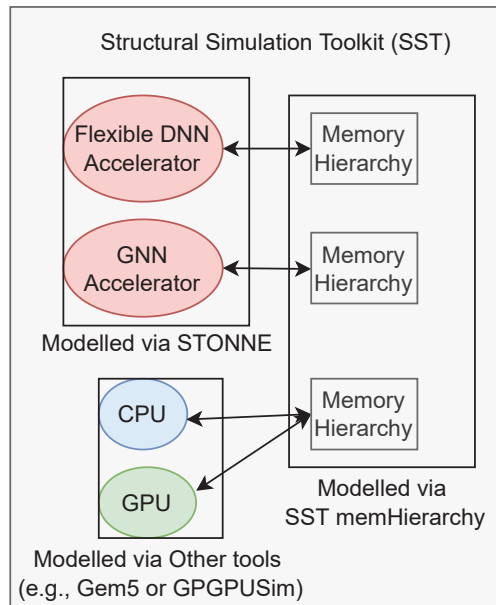 Structural Simulation Toolkit (SST)
Flexible DNN
Accelerator
Memory
Hierarchy
GNN
Accelerator
Memory
Hierarchy
Modelled via STONNE
CPU
Memory
Hierarchy
GPU
Modelled via
SST memHierarchy
Modelled via Other tools
(e.g., Gem5 or GPGPUSim)